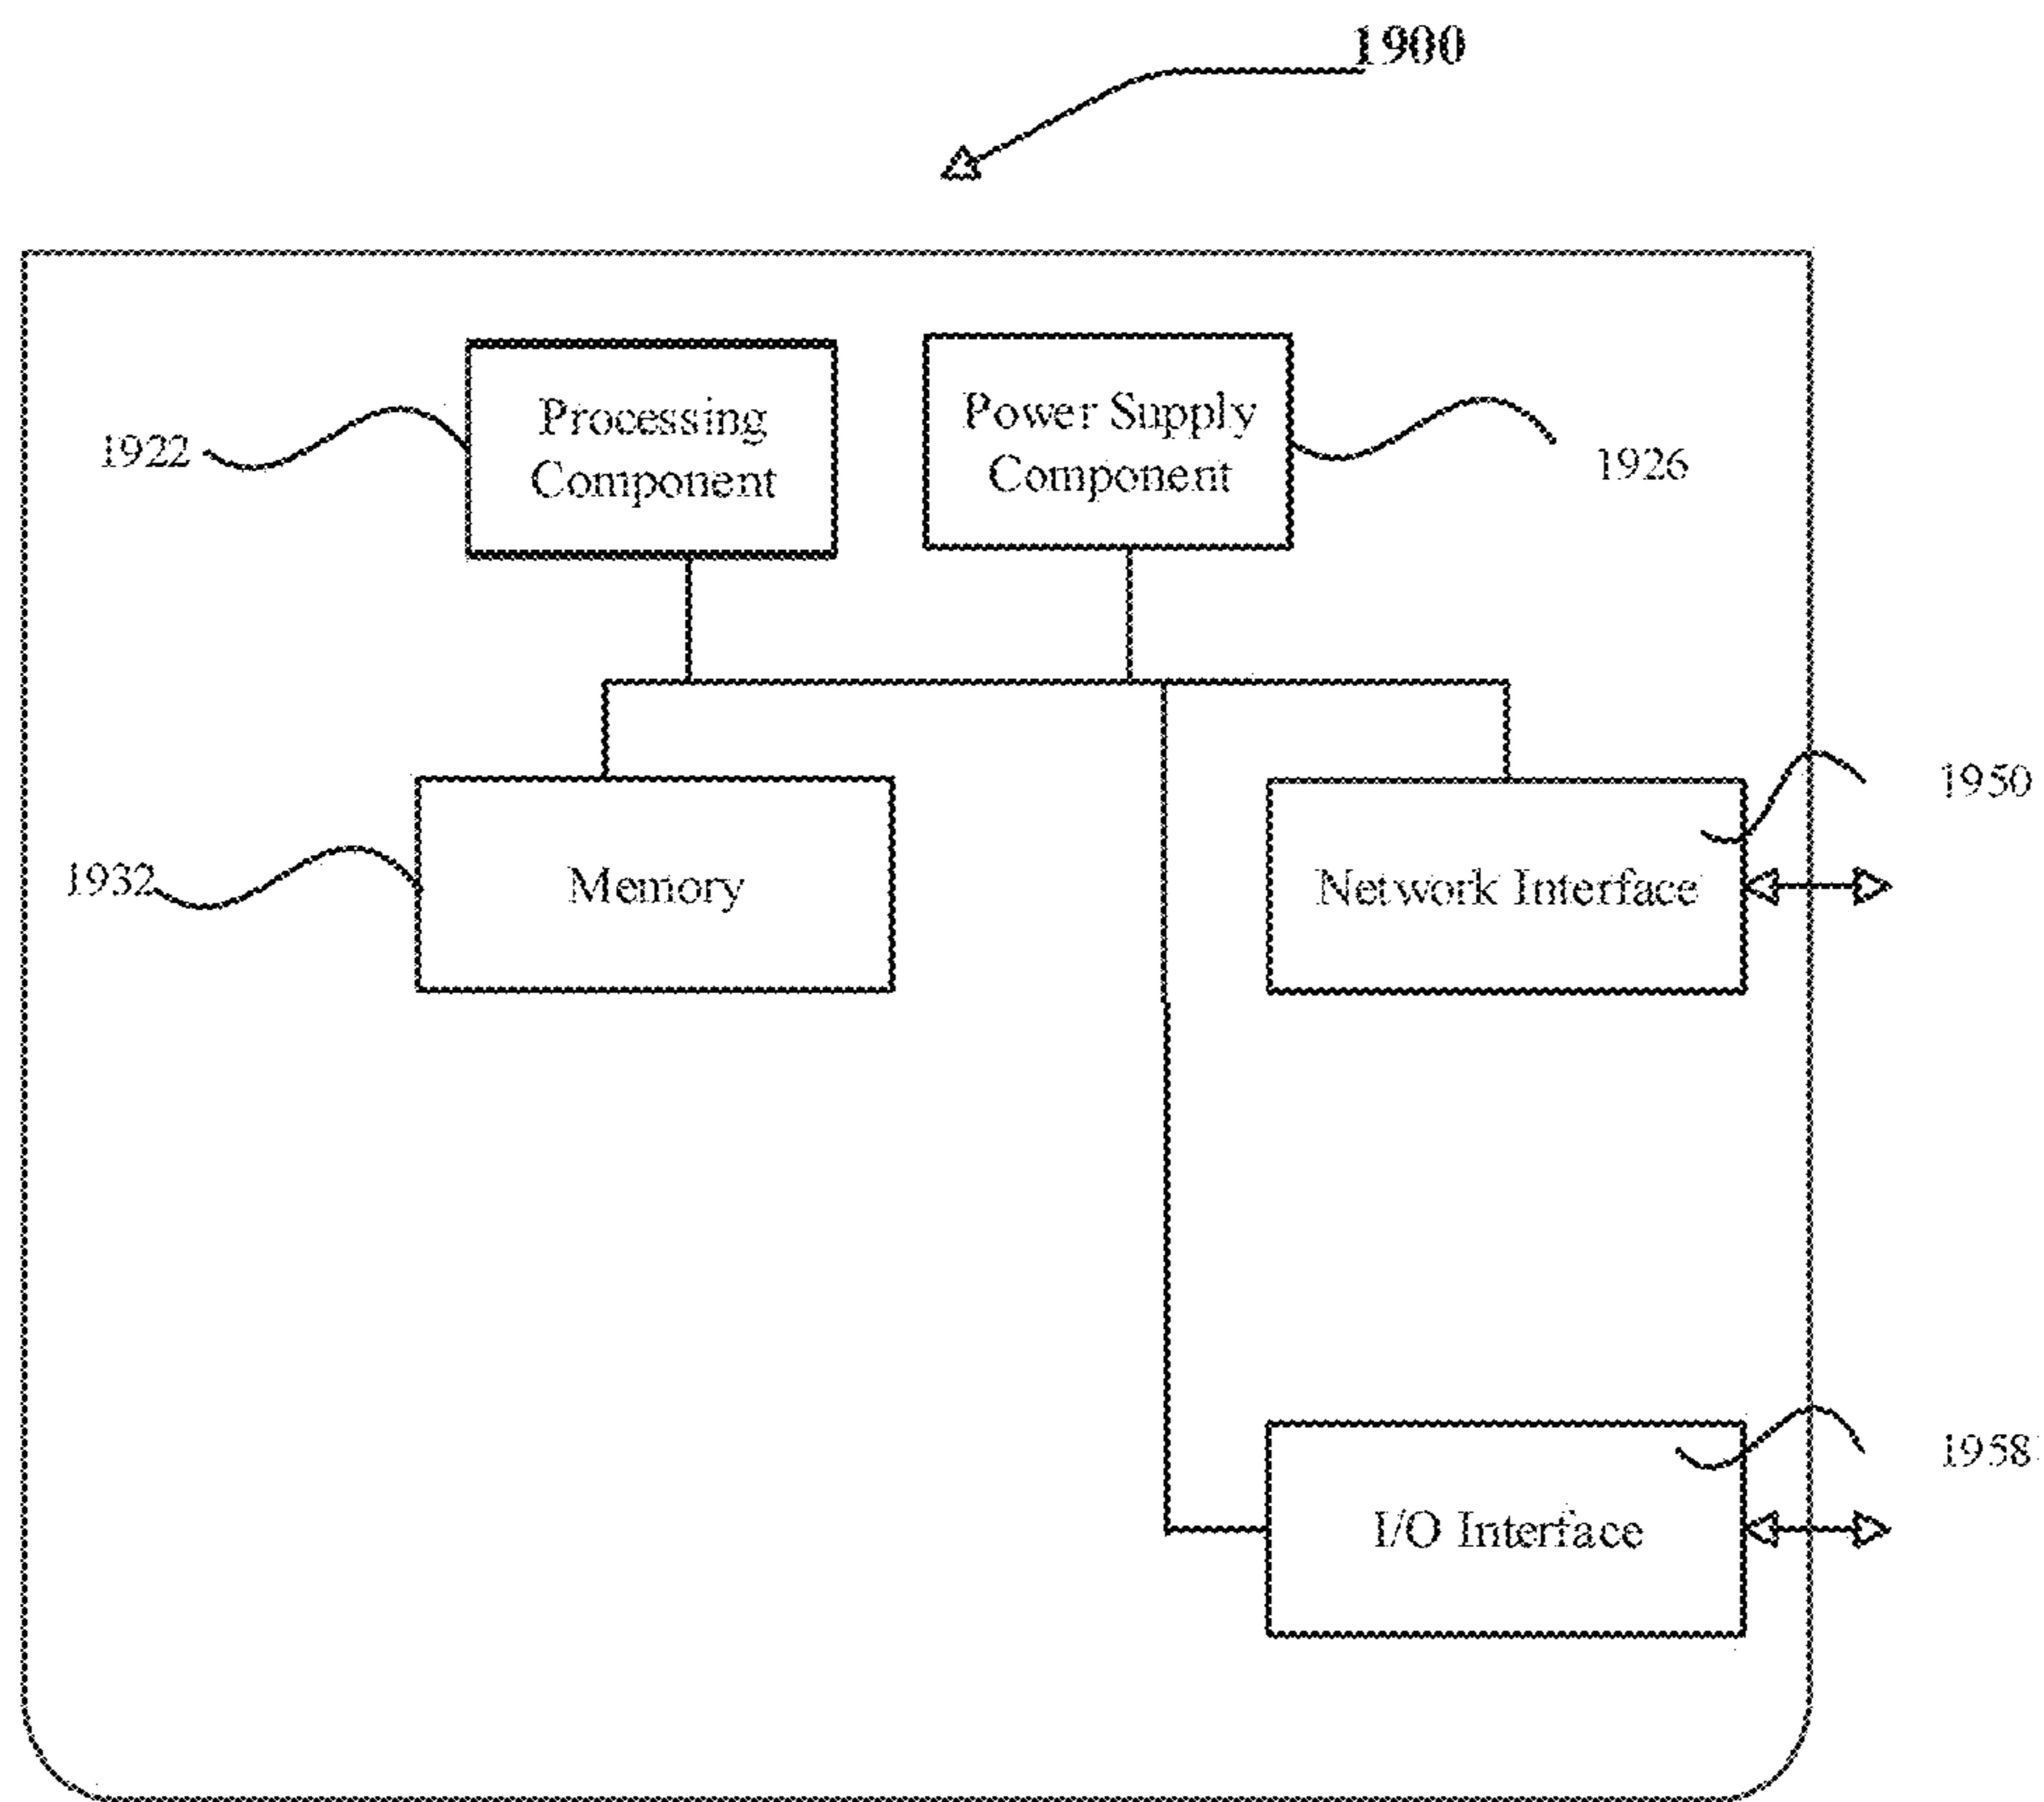 1900
Processing
Component
Power Supply
Component
1922
1926
1950
1932
Memory
Network Interface
1958
I/O Interface